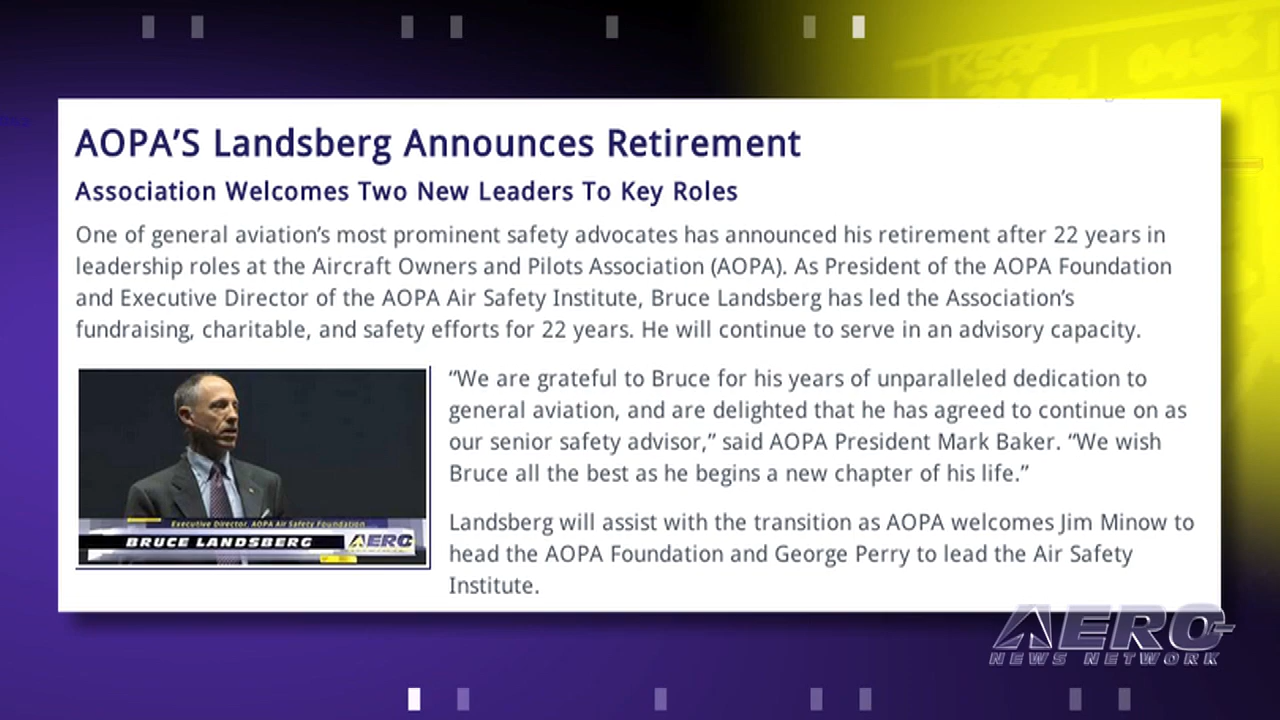 KSAF
AOPA’S Landsberg Announces Retirement
Association Welcomes Two New Leaders To Key Roles
One of general aviation’s most prominent safety advocates has announced his retirement after 22 years in
leadership roles at the Aircraft Owners and Pilots Association (AOPA). As President of the AOPA Foundation
and Executive Director of the AOPA Air Safety Institute, Bruce Landsberg has led the Association’s
fundraising, charitable, and safety efforts for 22 years. He will continue to serve in an advisory capacity.
“We are grateful to Bruce for his years of unparalleled dedication to
general aviation, and are delighted that he has agreed to continue on as
our senior safety advisor,” said AOPA President Mark Baker. “We wish
Bruce all the best as he begins a new chapter of his life.”
Landsberg will assist with the transition as AOPA welcomes Jim Minow to
head the AOPA Foundation and George Perry to lead the Air Safety
Institute.
Executive Director, AOPA Air Safety Foundation
BRUCE LANDSBERG
AERO
AERO
NEWS NETWORK